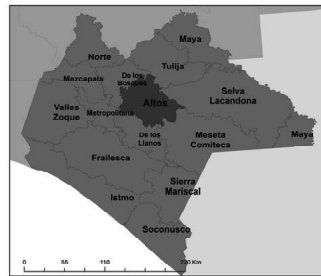 Maya
Norte
Tulija
De los
Bosques
Mezcapala
Selva
Lacandona
Altos
Valles
Zoque
Metropolitana
De los
Llanos
Meseta
Comiteca
Maya
Frailesca
Sierra
Mariscal
Istmo
Soconusco
0 55 110 220 Km